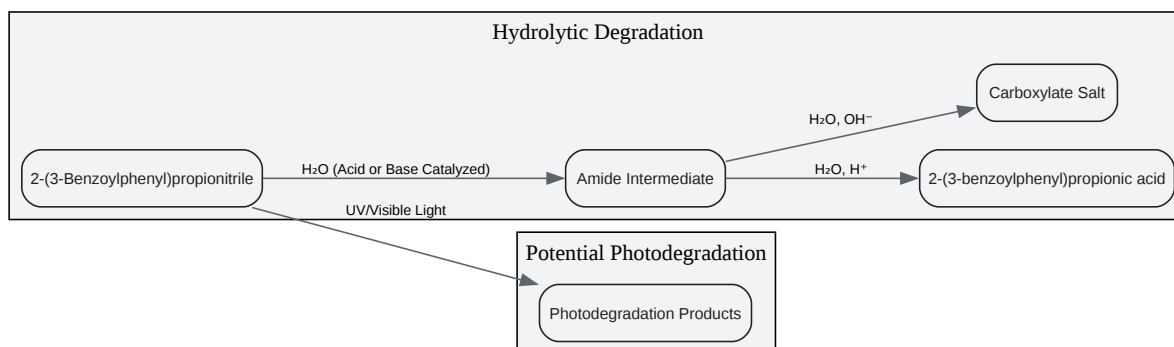 Hydrolytic Degradation
Carboxylate Salt
H₂O, OH⁻
2-(3-Benzoylphenyl)propionitrile
H₂O (Acid or Base Catalyzed)
Amide Intermediate
H₂O, H⁺
2-(3-benzoylphenyl)propionic acid
UV/Visible Light
Potential Photodegradation
Photodegradation Products